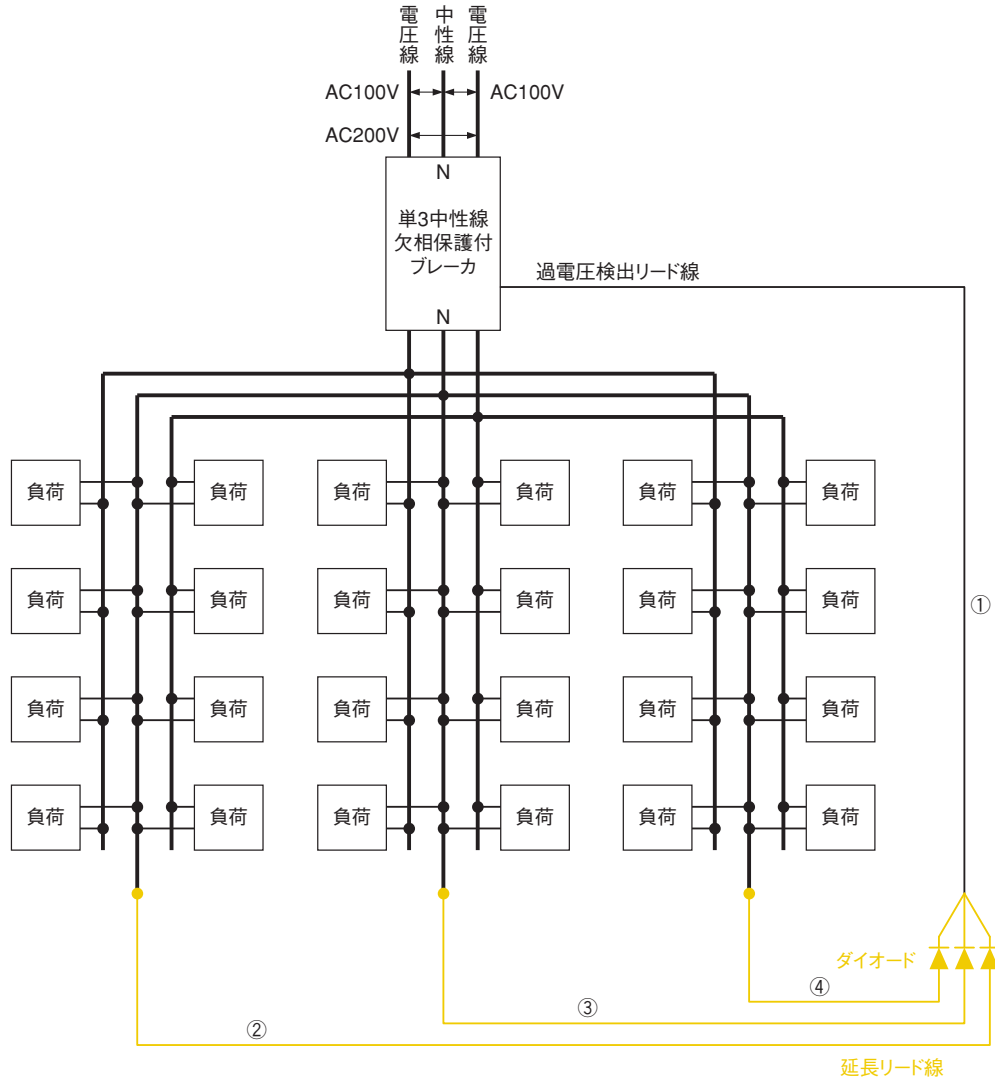 電圧線
中性線
電圧線
AC100V
AC100V
AC200V
N
単3中性線
欠相保護付
ブレーカ
N
過電圧検出リード線
負荷
負荷
負荷
負荷
負荷
負荷
負荷
負荷
負荷
負荷
負荷
負荷
①
負荷
負荷
負荷
負荷
負荷
負荷
負荷
負荷
負荷
負荷
負荷
負荷
ダイオード
④
③
②
延長リード線